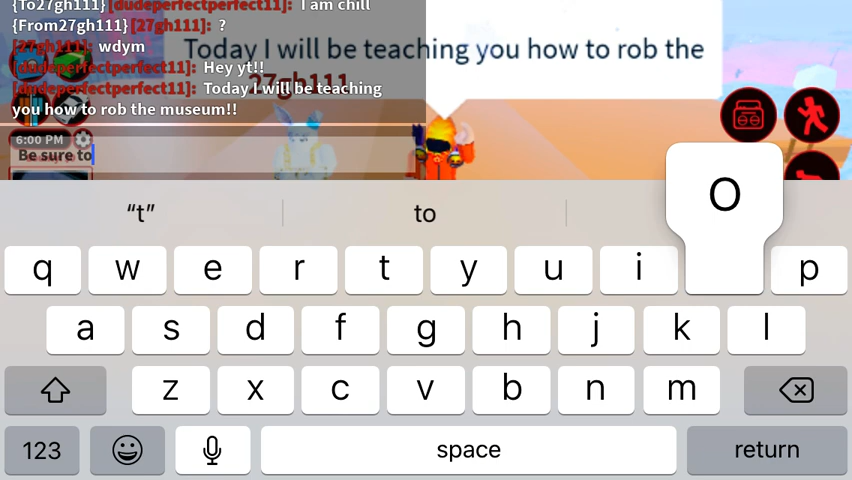 {To27gh111}[dudeperfectperfect11]: I am chill
{From27gh111}[27gh111]: ?
[27gh111]: wdym
[dudeperfectperfect11]: Hey yt!!
[dudeperfectperfect11]: Today I will be teaching
you how to rob the museum!!
Today I will be teaching you how to rob the
27gh111
6:00 PM
Be sure to
“t” to
O
q w e r t y u i p
a s d f g h j k l
z x c v b n m
123 space return